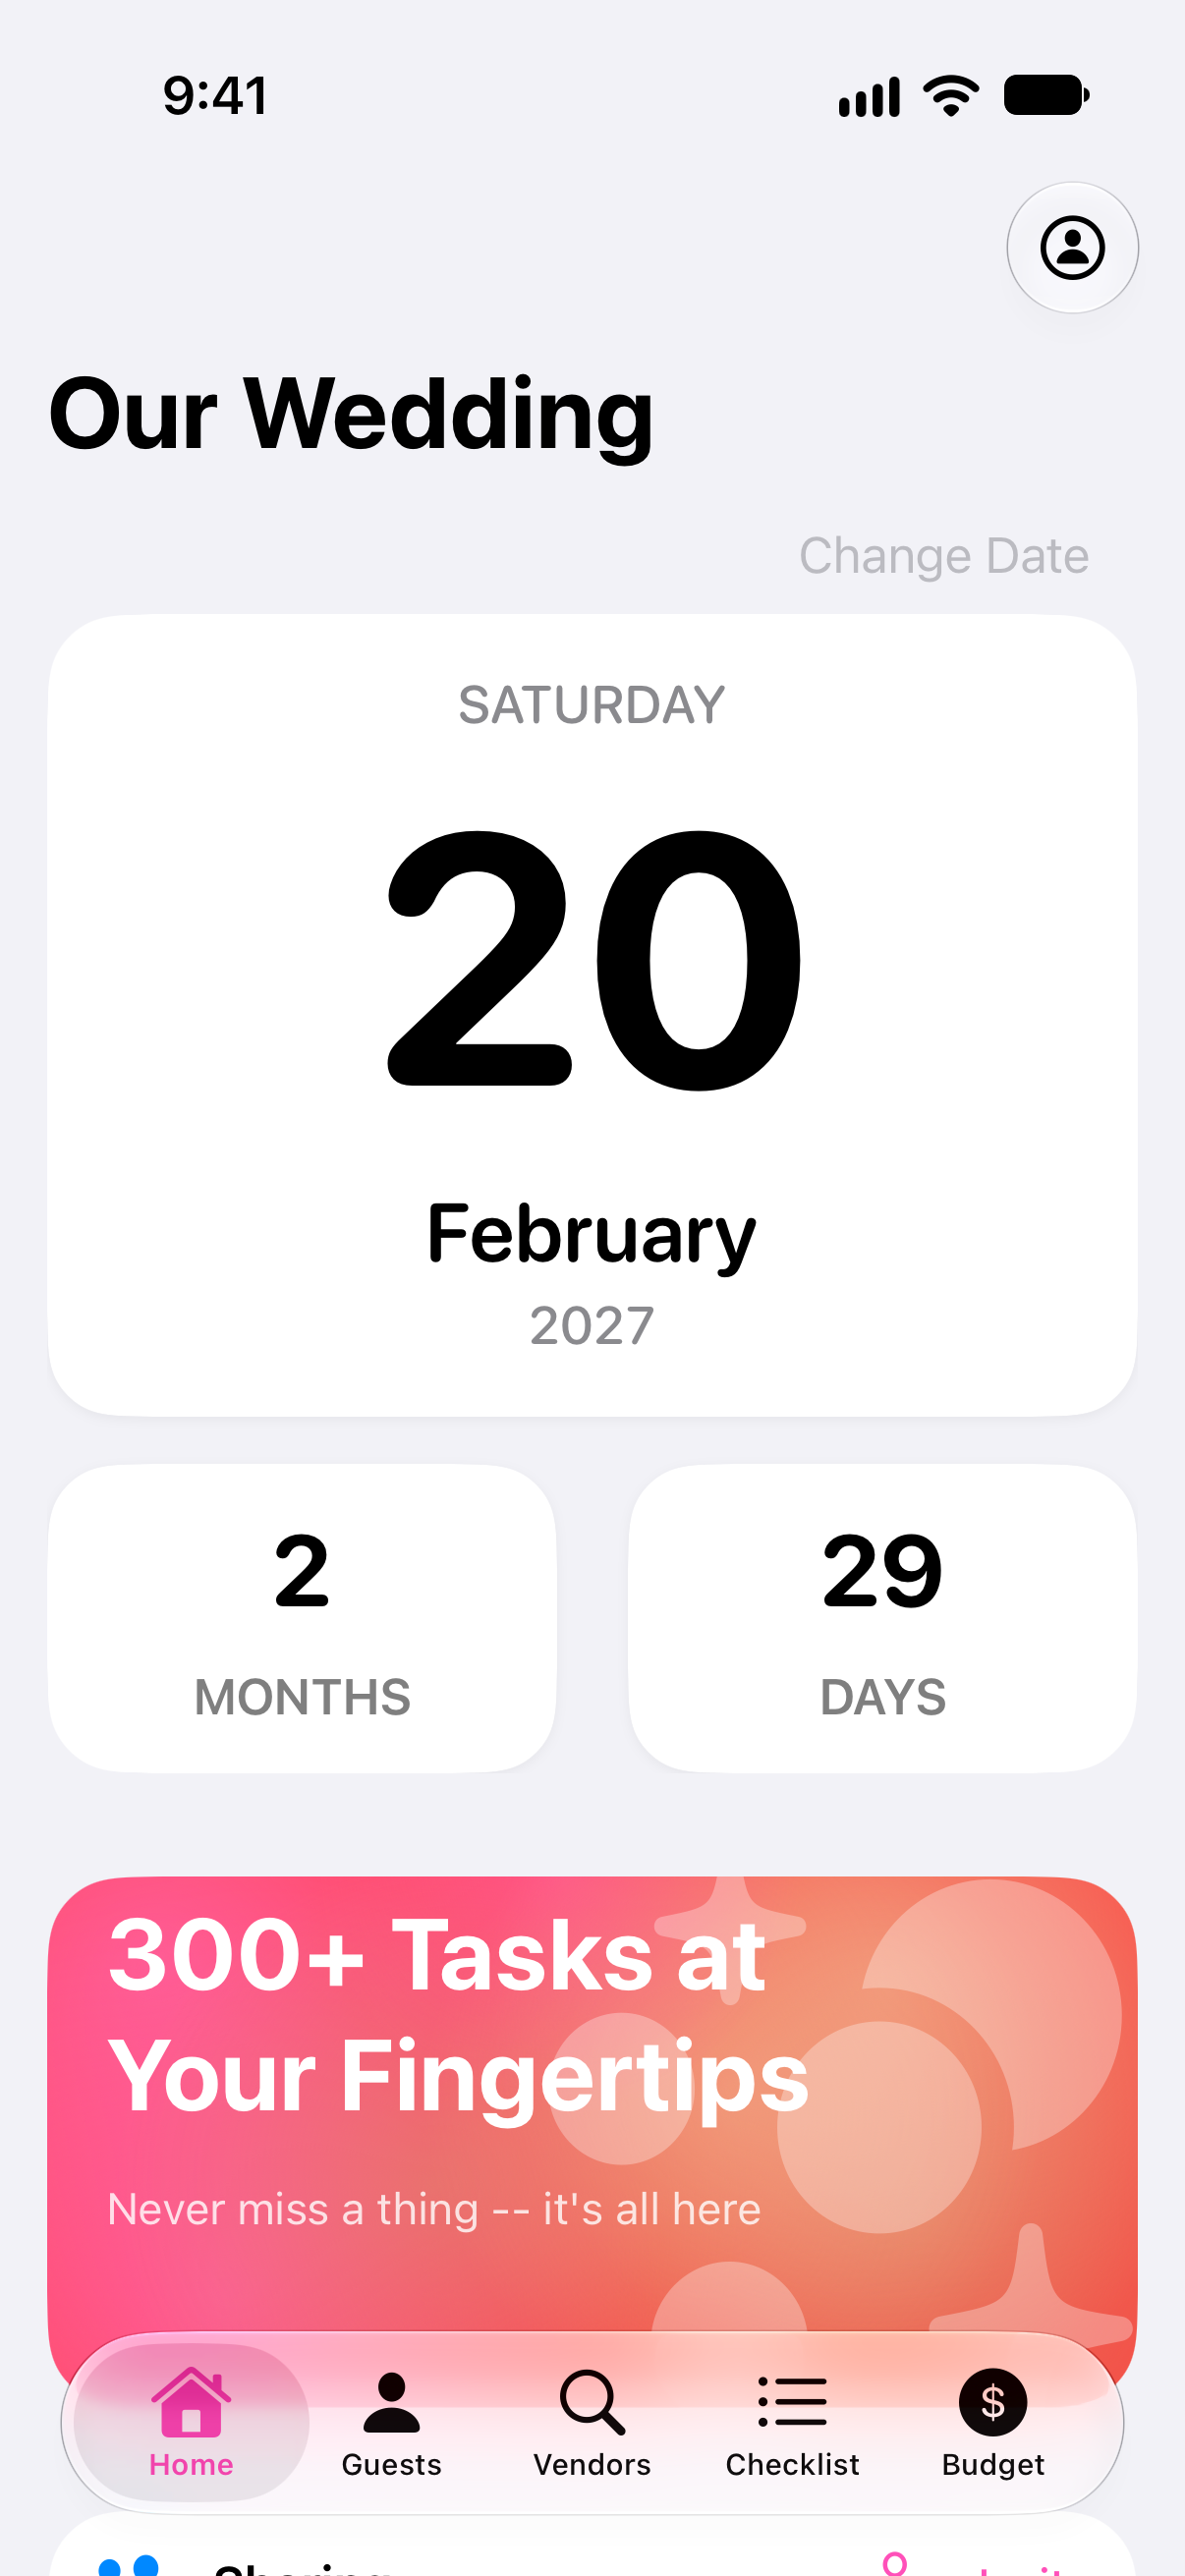 9:41
Our Wedding
Change Date
SATURDAY
20
February
2027
2
MONTHS
29
DAYS
300+ Tasks at
Your Fingertips
Never miss a thing -- it's all here
Home
Guests
Vendors
Checklist
$
Budget